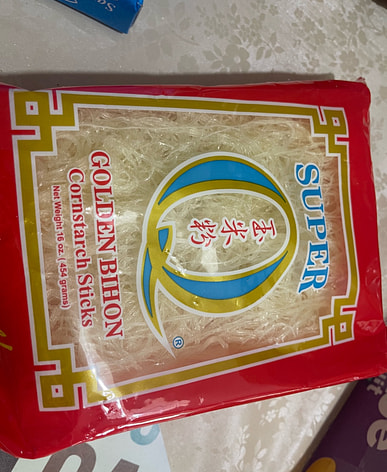 SUPER
Q
玉米粉
®
GOLDEN BIHON
Cornstarch Sticks
Net Weight 16 oz. ( 454 grams)